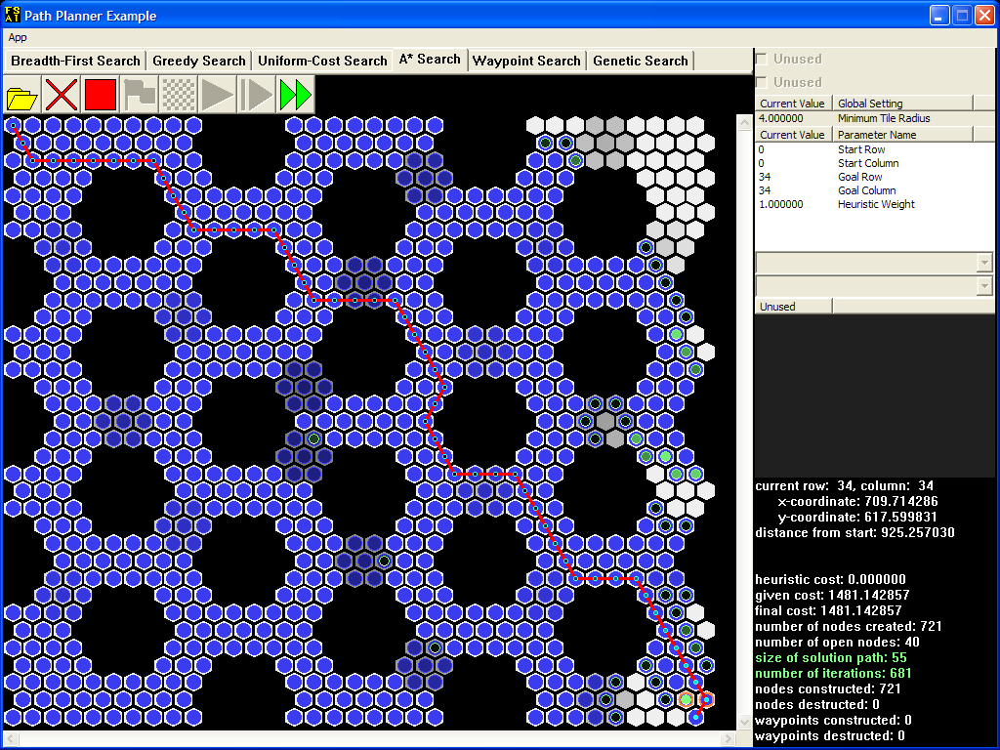 FS AI Path Planner Example
App
Breadth-First Search Greedy Search Uniform-Cost Search A* Search Waypoint Search Genetic Search
Unused
Unused
Current Value Global Setting
4.000000 Minimum Tile Radius
Current Value Parameter Name
0 Start Row
0 Start Column
34 Goal Row
34 Goal Column
1.000000 Heuristic Weight
Unused
current row: 34, column: 34
x-coordinate: 709.714286
y-coordinate: 617.599831
distance from start: 925.257030
heuristic cost: 0.000000
given cost: 1481.142857
final cost: 1481.142857
number of nodes created: 721
number of open nodes: 40
size of solution path: 55
number of iterations: 681
nodes constructed: 721
nodes destructed: 0
waypoints constructed: 0
waypoints destructed: 0